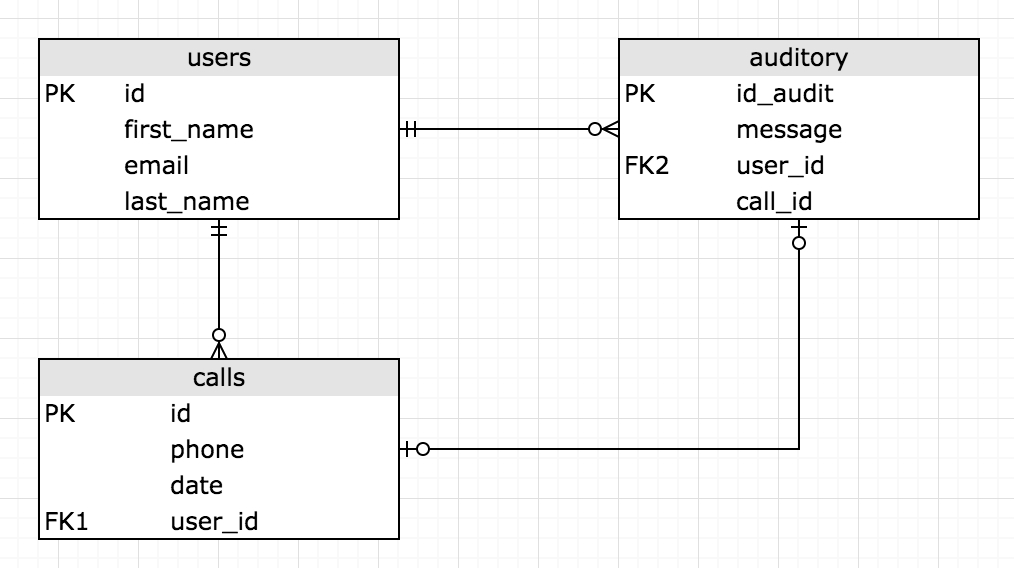 users
PK id
first_name
email
last_name
auditory
PK id_audit
message
FK2 user_id
call_id
calls
PK id
phone
date
FK1 user_id